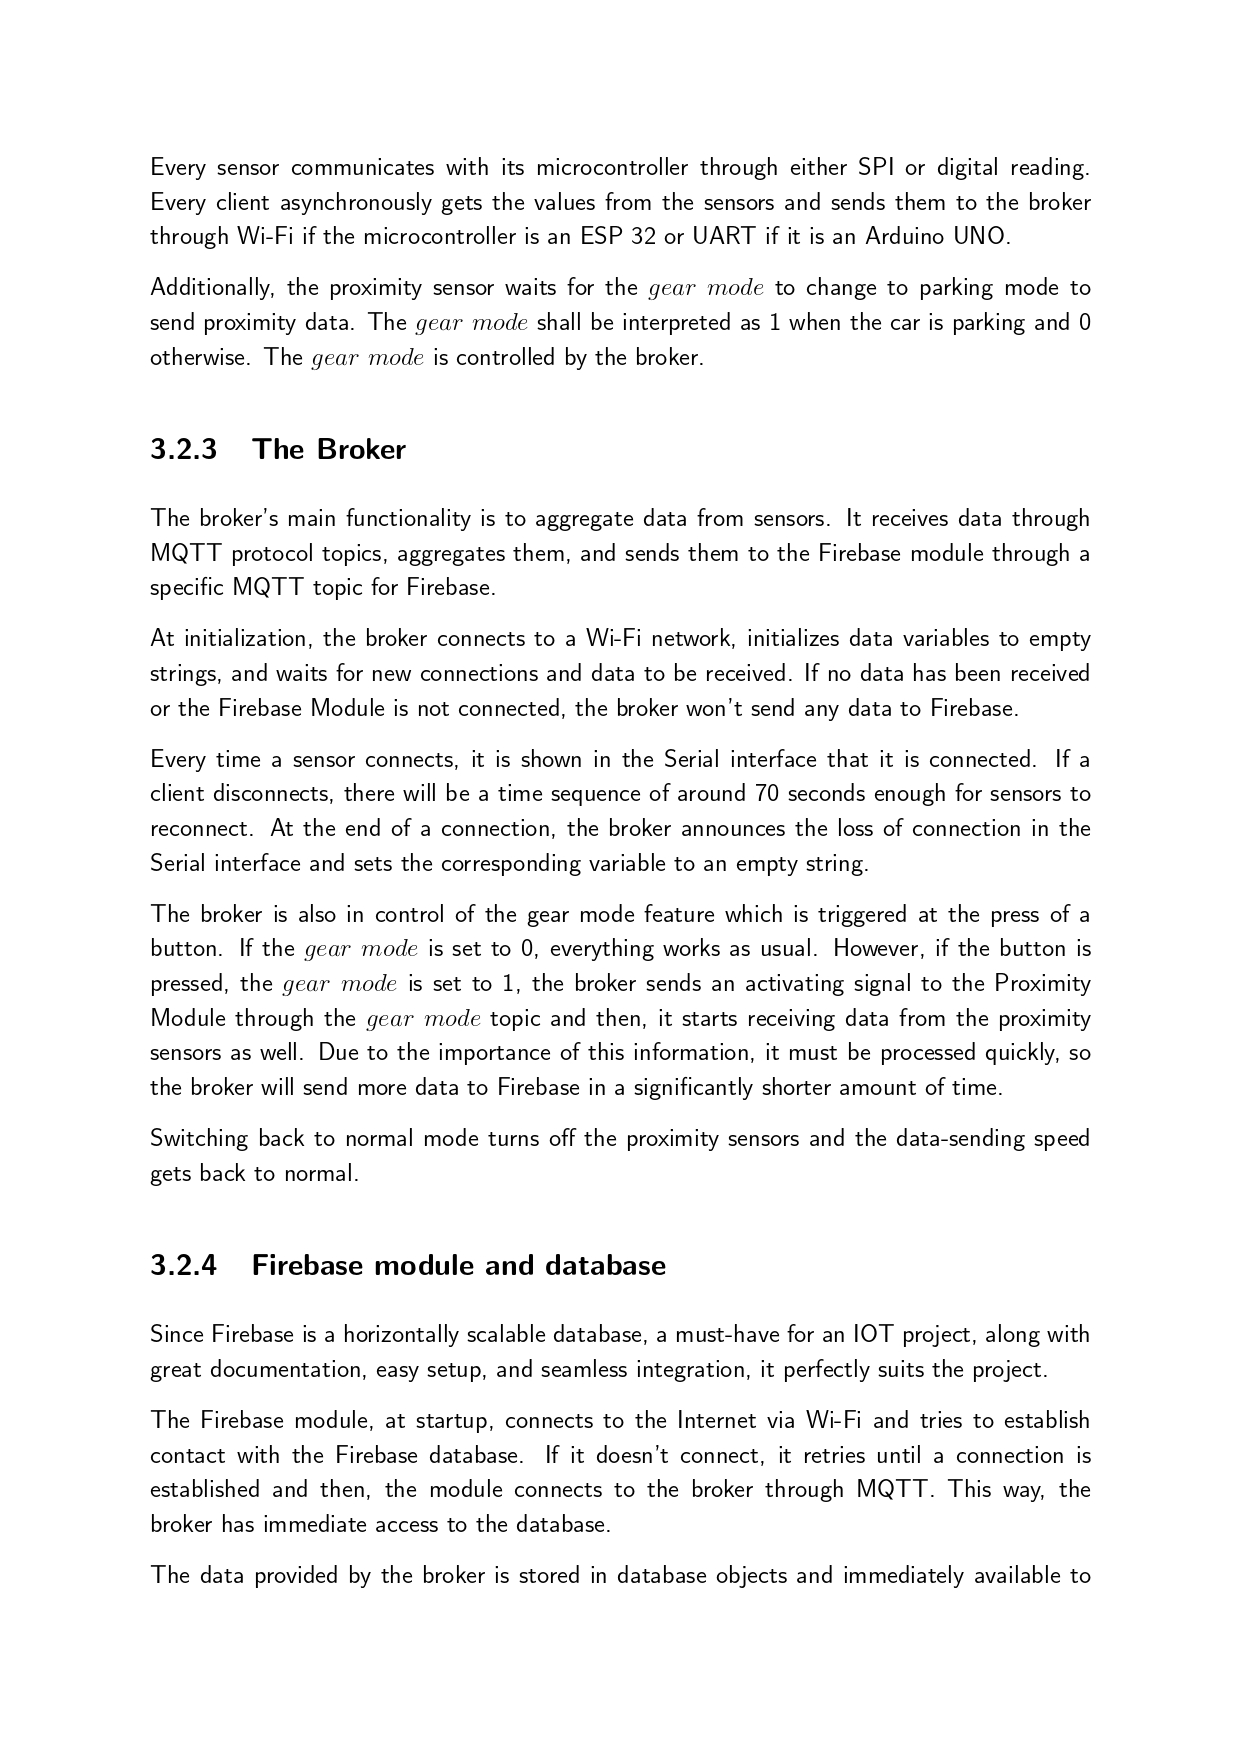 Every sensor communicates with its microcontroller through either SPI or digital reading.
Every client asynchronously gets the values from the sensors and sends them to the broker
through Wi-Fi if the microcontroller is an ESP 32 or UART if it is an Arduino UNO.
Additionally, the proximity sensor waits for the gear mode to change to parking mode to
send proximity data. The gear mode shall be interpreted as 1 when the car is parking and 0
otherwise. The gear mode is controlled by the broker.
3.2.3 The Broker
The broker's main functionality is to aggregate data from sensors. It receives data through
MQTT protocol topics, aggregates them, and sends them to the Firebase module through a
specific MQTT topic for Firebase.
At initialization, the broker connects to a Wi-Fi network, initializes data variables to empty
strings, and waits for new connections and data to be received. If no data has been received
or the Firebase Module is not connected, the broker won't send any data to Firebase.
Every time a sensor connects, it is shown in the Serial interface that it is connected. If a
client disconnects, there will be a time sequence of around 70 seconds enough for sensors to
reconnect. At the end of a connection, the broker announces the loss of connection in the
Serial interface and sets the corresponding variable to an empty string.
The broker is also in control of the gear mode feature which is triggered at the press of a
button. If the gear mode is set to 0, everything works as usual. However, if the button is
pressed, the gear mode is set to 1, the broker sends an activating signal to the Proximity
Module through the gear mode topic and then, it starts receiving data from the proximity
sensors as well. Due to the importance of this information, it must be processed quickly, so
the broker will send more data to Firebase in a significantly shorter amount of time.
Switching back to normal mode turns off the proximity sensors and the data-sending speed
gets back to normal.
3.2.4 Firebase module and database
Since Firebase is a horizontally scalable database, a must-have for an IOT project, along with
great documentation, easy setup, and seamless integration, it perfectly suits the project.
The Firebase module, at startup, connects to the Internet via Wi-Fi and tries to establish
contact with the Firebase database. If it doesn't connect, it retries until a connection is
established and then, the module connects to the broker through MQTT. This way, the
broker has immediate access to the database.
The data provided by the broker is stored in database objects and immediately available to